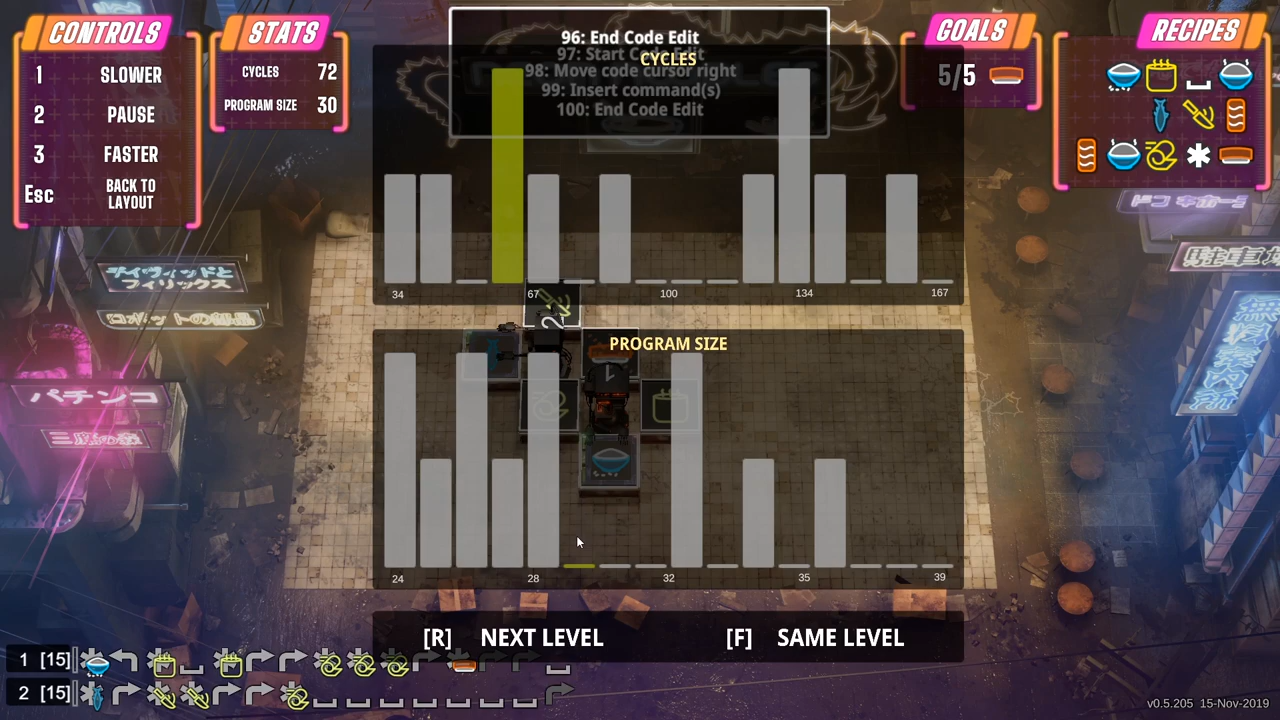 CONTROLS
1 SLOWER
2 PAUSE
3 FASTER
Esc BACK TO LAYOUT
STATS
CYCLES 72
PROGRAM SIZE 30
96: End Code Edit
97: Start Code Edit
98: Move code cursor right
99: Insert command(s)
100: End Code Edit
CYCLES
34 67 100 134 167
PROGRAM SIZE
24 28 32 35 39
[R] NEXT LEVEL [F] SAME LEVEL
GOALS
5/5
RECIPES
パチンコ
1 [15]
2 [15]
v0.5.205 15-Nov-2019